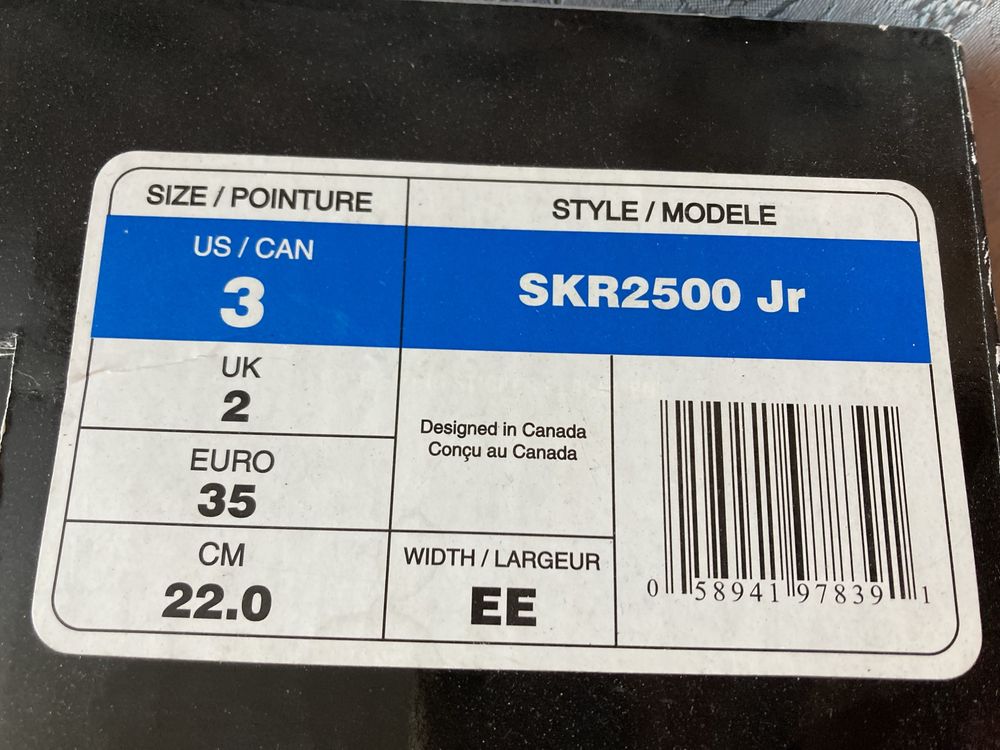 SIZE / POINTURE
STYLE / MODELE
US / CAN
3
SKR2500 Jr
UK
2
EURO
35
CM
22.0
Designed in Canada
Conçu au Canada
WIDTH / LARGEUR
EE
0 58941 97839 1